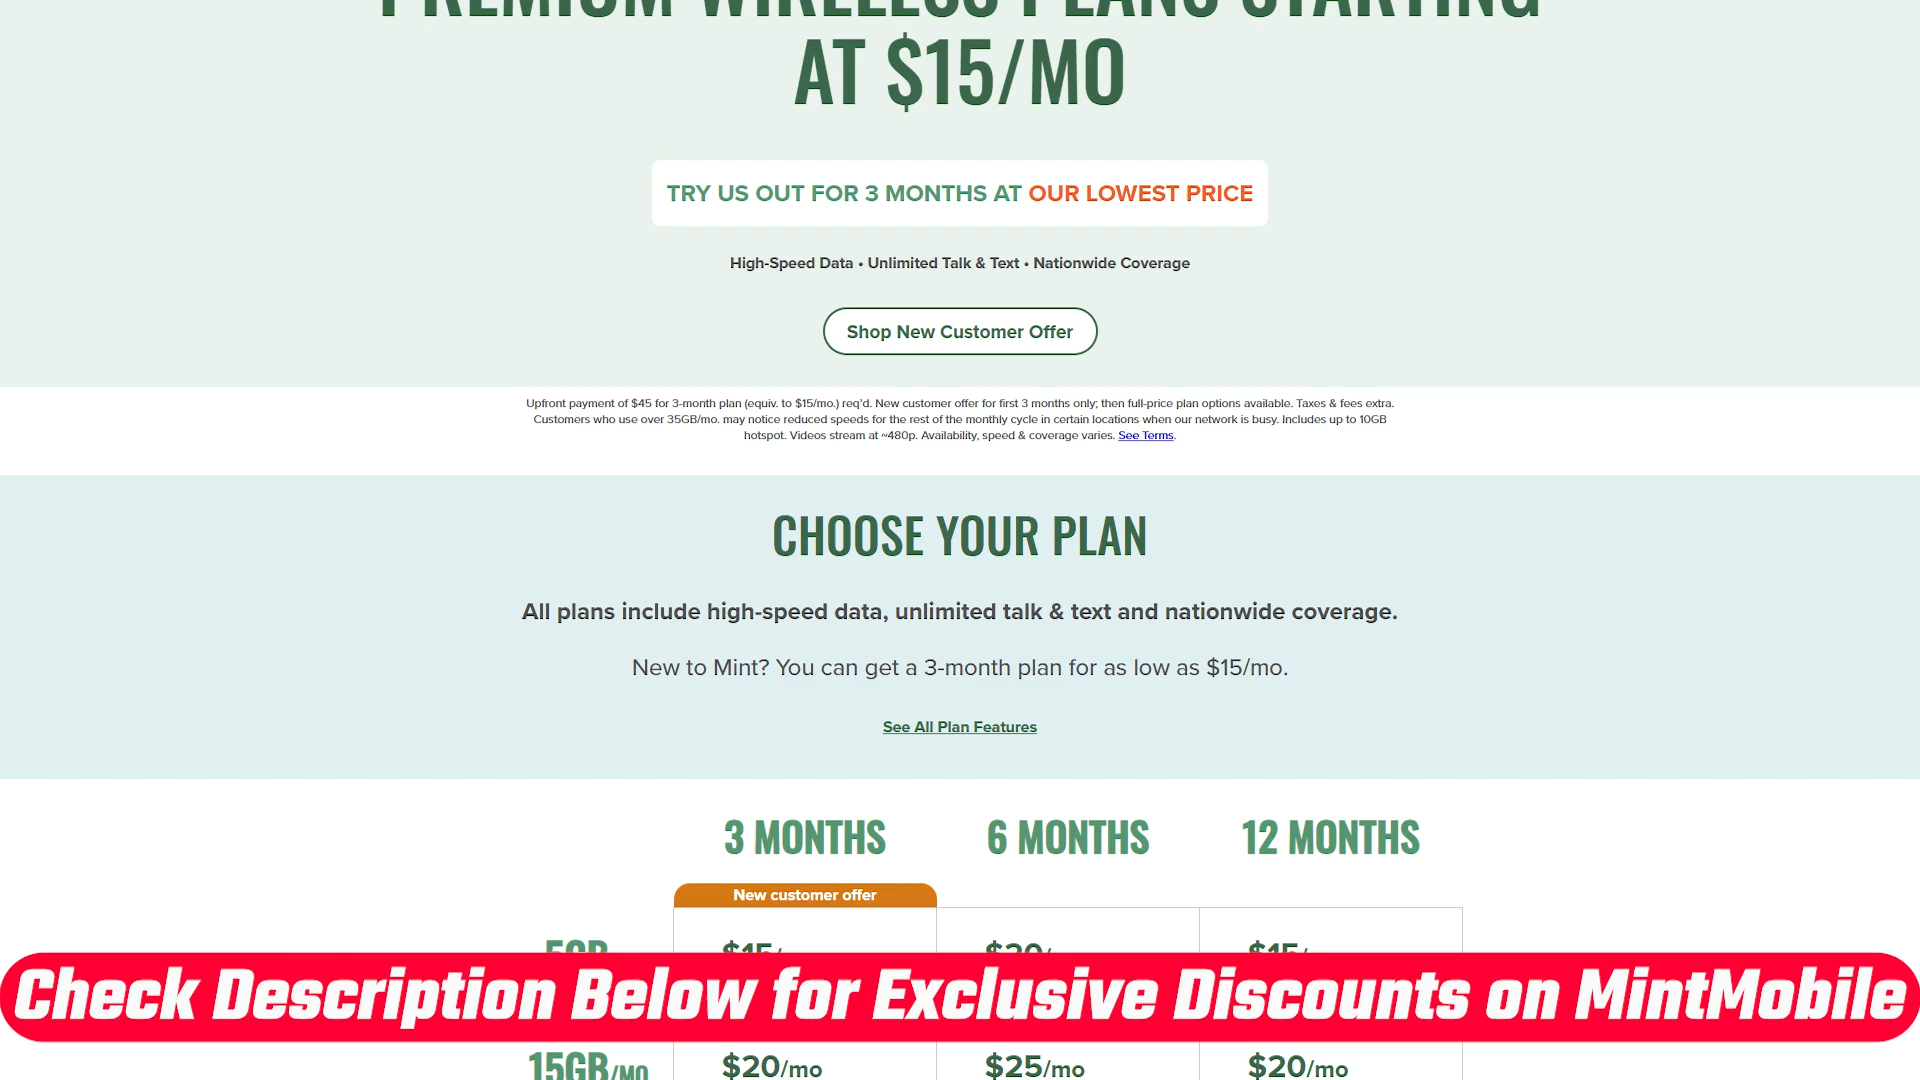 PREMIUM WIRELESS PLANS STARTING
AT $15/MO
TRY US OUT FOR 3 MONTHS AT OUR LOWEST PRICE
High-Speed Data • Unlimited Talk & Text • Nationwide Coverage
Shop New Customer Offer
Upfront payment of $45 for 3-month plan (equiv. to $15/mo.) req'd. New customer offer for first 3 months only; then full-price plan options available. Taxes & fees extra.
Customers who use over 35GB/mo. may notice reduced speeds for the rest of the monthly cycle in certain locations when our network is busy. Includes up to 10GB
hotspot. Videos stream at ~480p. Availability, speed & coverage varies. See Terms.
CHOOSE YOUR PLAN
All plans include high-speed data, unlimited talk & text and nationwide coverage.
New to Mint? You can get a 3-month plan for as low as $15/mo.
See All Plan Features
3 MONTHS 6 MONTHS 12 MONTHS
New customer offer
5GB $15/ $20/ $15/
Check Description Below for Exclusive Discounts on MintMobile
15GB/MO $20/mo $25/mo $20/mo